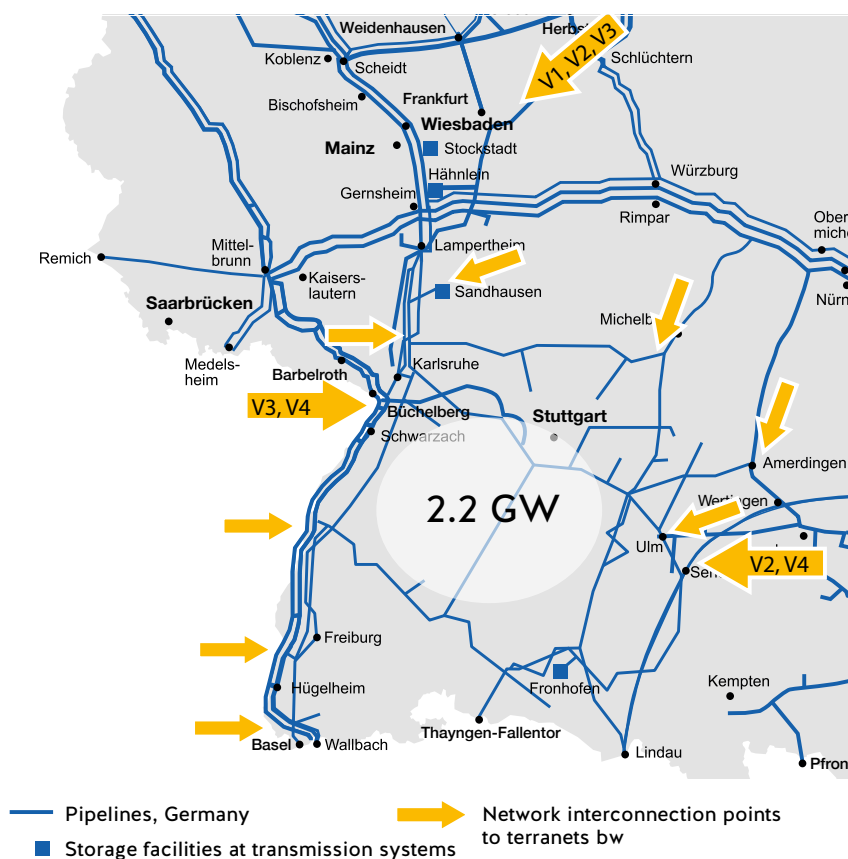 Weidenhausen
Koblenz
Scheidt
V1, V2, V3
Schlüchtern
Bischofsheim
Frankfurt
Wiesbaden
Mainz
Stockstadt
Hähnlein
Würzburg
Gernsheim
Rimpar
Mittel-
brunn
Lampertheim
Remich
Kaisers-
lautern
Sandhausen
Saarbrücken
Medels-
heim
Karlsruhe
Barbelroth
V3, V4
Büchelberg
Stuttgart
Schwarzach
Amerdingen
2.2 GW
Wertingen
Ulm
V2, V4
Freiburg
Fronhofen
Kempten
Hügelheim
Thayngen-Fallentor
Basel
Wallbach
Lindau
Pipelines, Germany
Network interconnection points
to terranets bw
Storage facilities at transmission systems